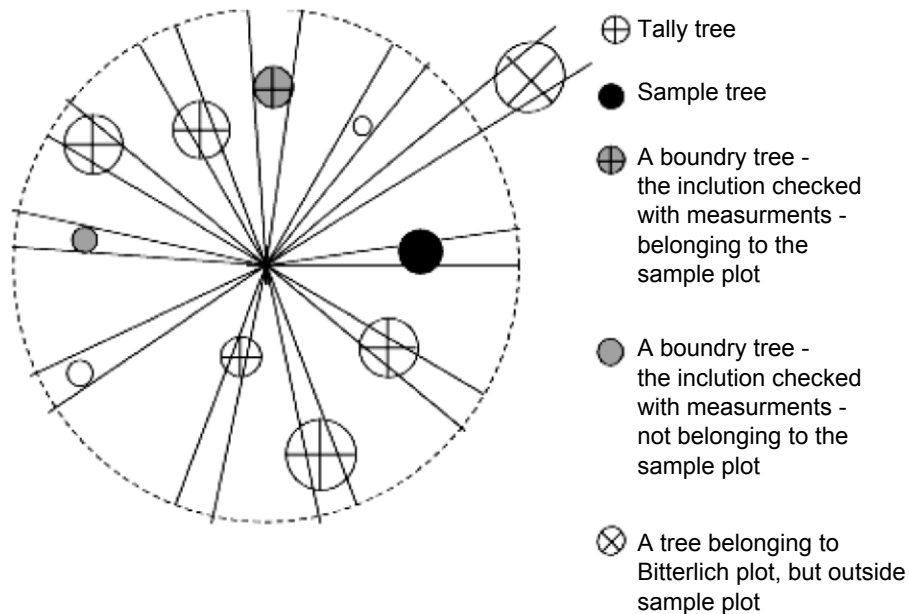 Tally tree
Sample tree
A boundry tree -
the inclution checked
with measurments -
belonging to the
sample plot
A boundry tree -
the inclution checked
with measurments -
not belonging to the
sample plot
A tree belonging to
Bitterlich plot, but outside
sample plot